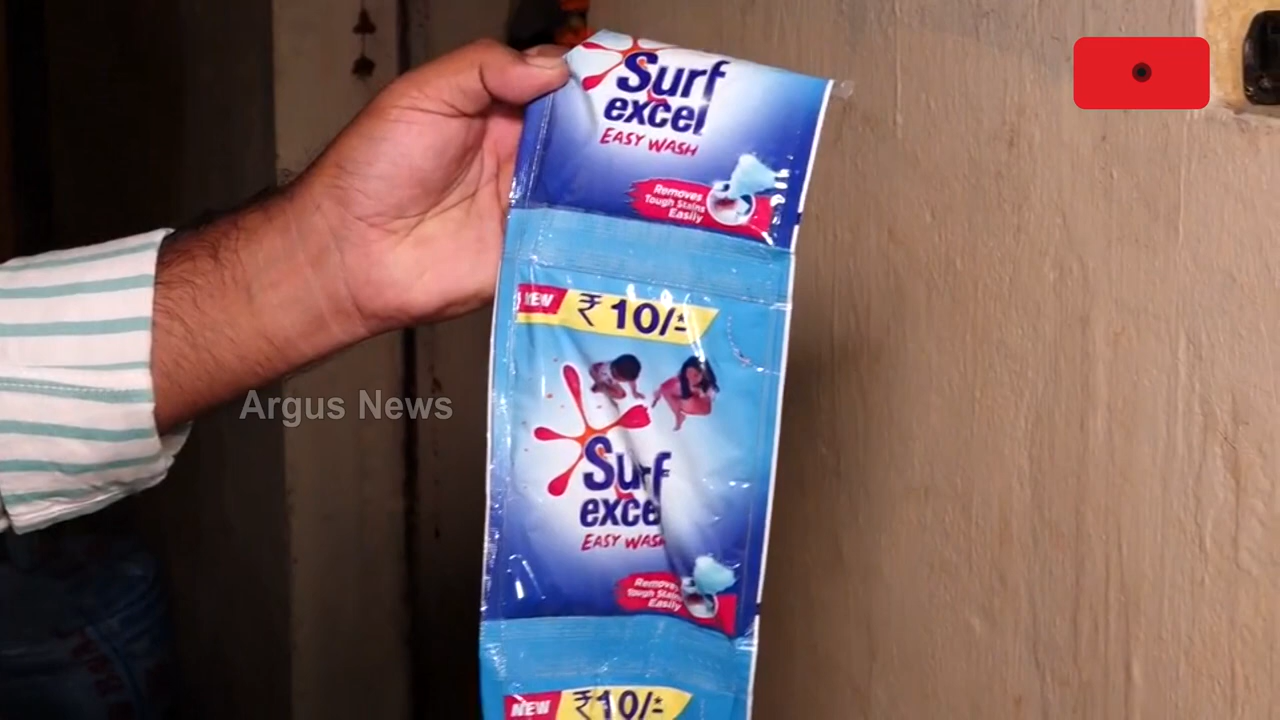 Surf
excel
EASY WASH
Removes
Tough Stains
Easily
NEW ₹ 10/-*
Argus News
Surf
excel
EASY WASH
Removes
Tough Stains
Easily
NEW ₹10/-*